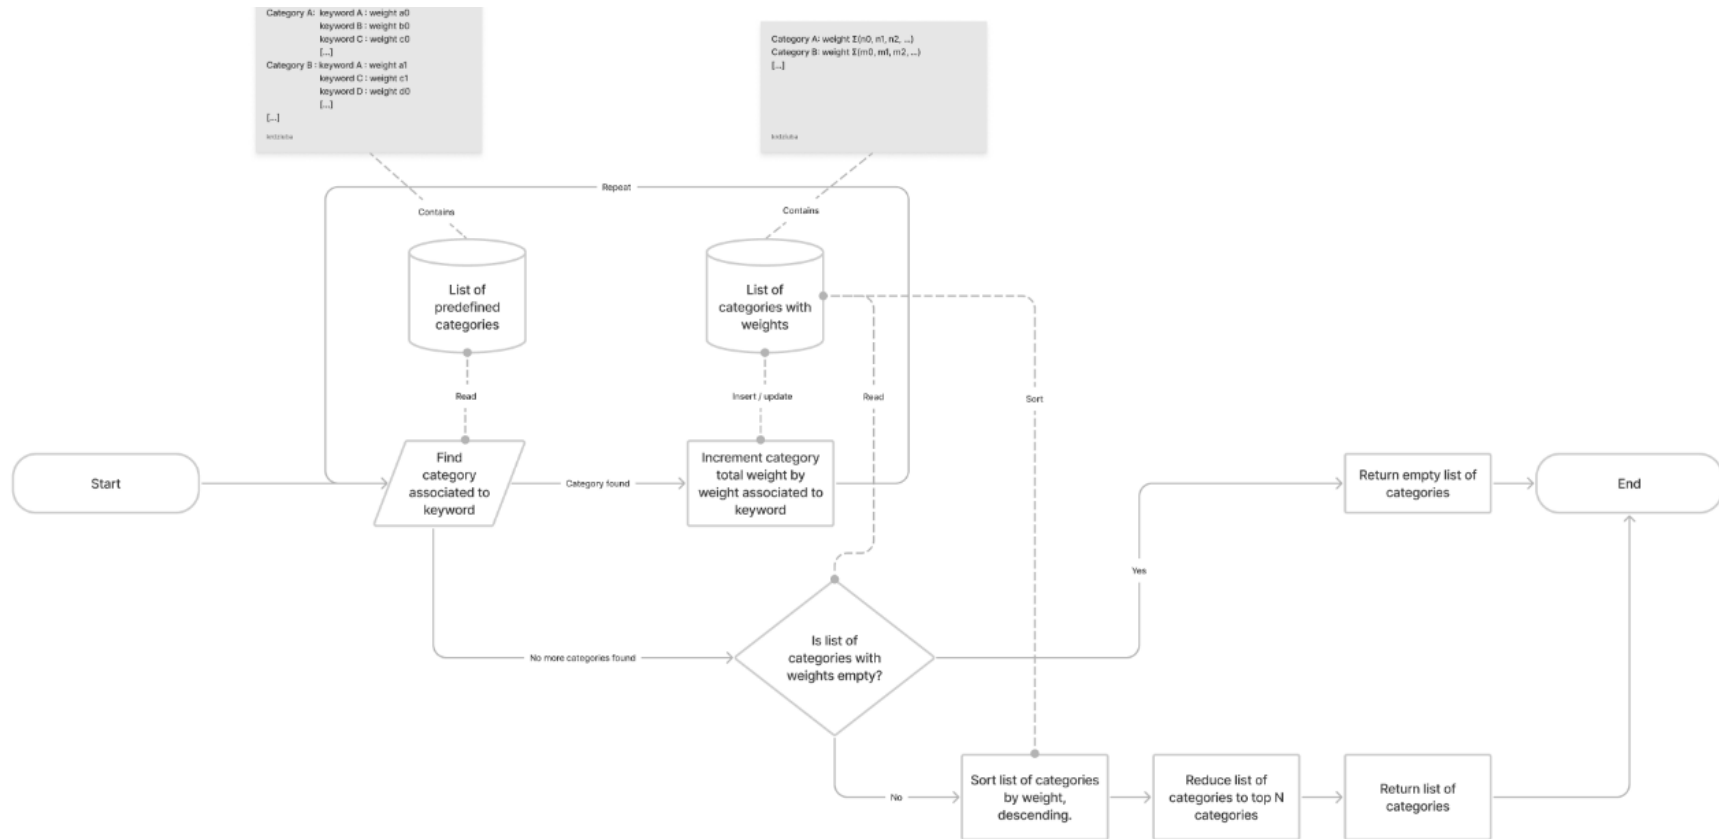 Category A: keyword A : weight a0
keyword B : weight b0
keyword C : weight c0
[...]
Category B : keyword A : weight a1
keyword C : weight c1
keyword D : weight d0
[...]
[...]
Category A: weight Σ(n0, n1, n2, ...)
Category B: weight Σ(m0, m1, m2, ...)
[...]
Repeat
Contains
Contains
List of
predefined
categories
List of
categories with
weights
Read
Insert / update
Read
Sort
Start
Find
category
associated to
keyword
Category found
Increment category
total weight by
weight associated to
keyword
Return empty list of
categories
End
Yes
No more categories found
Is list of
categories with
weights empty?
No
Sort list of categories
by weight,
descending.
Reduce list of
categories to top N
categories
Return list of
categories